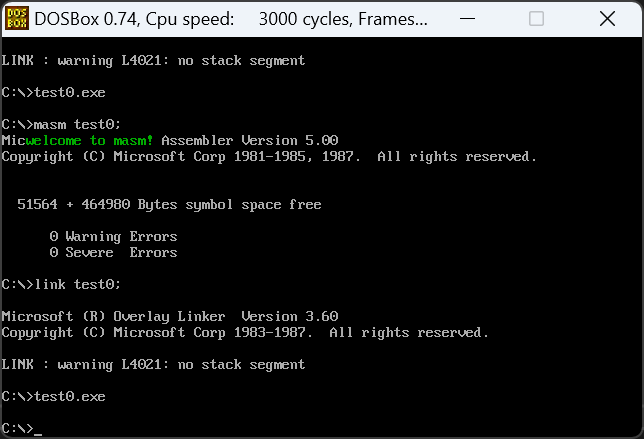 DOS BOX
DOSBox 0.74, Cpu speed: 3000 cycles, Frames...
LINK : warning L4021: no stack segment
C:\>test0.exe
C:\>masm test0;
Micwelcome to masm! Assembler Version 5.00
Copyright (C) Microsoft Corp 1981-1985, 1987.  All rights reserved.
51564 + 464980 Bytes symbol space free
0 Warning Errors
0 Severe  Errors
C:\>link test0;
Microsoft (R) Overlay Linker  Version 3.60
Copyright (C) Microsoft Corp 1983-1987.  All rights reserved.
LINK : warning L4021: no stack segment
C:\>test0.exe
C:\>_